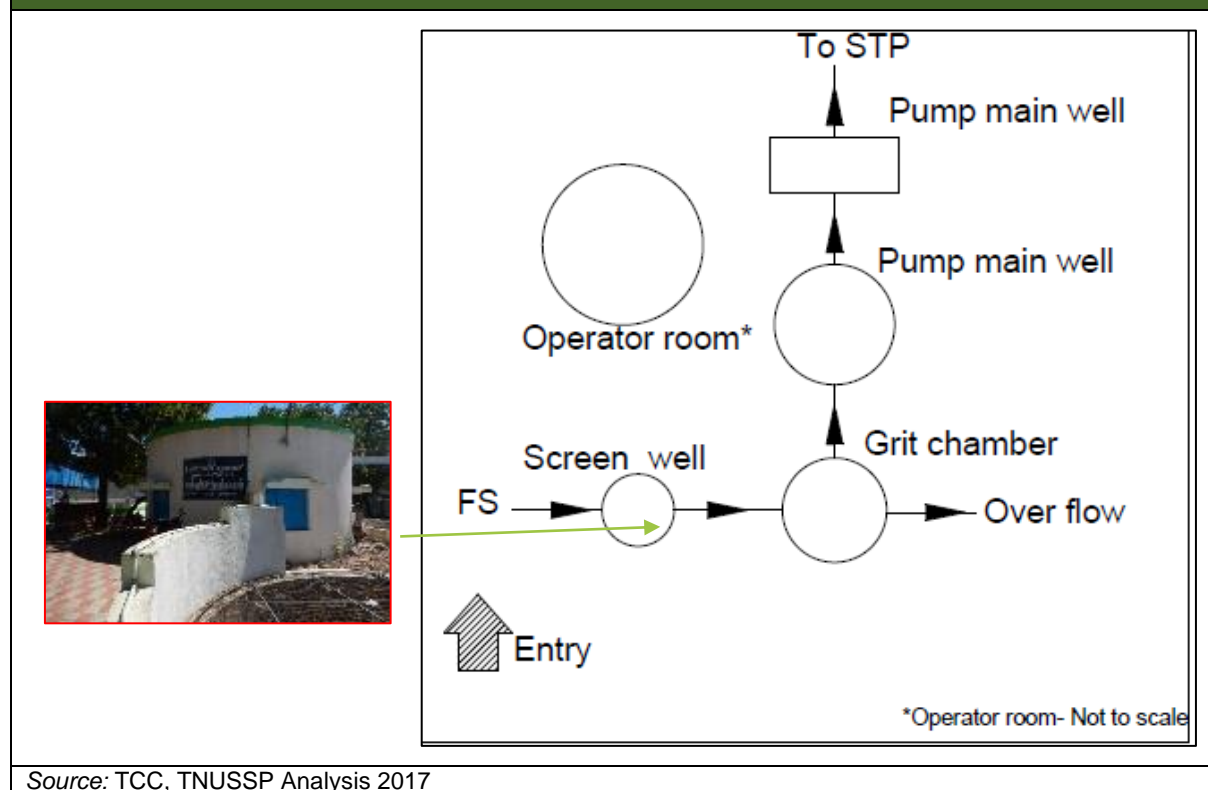 To STP
Pump main well
Pump main well
Operator room*
Grit chamber
Screen well
FS
Over flow
Entry
*Operator room- Not to scale
Source: TCC, TNUSSP Analysis 2017